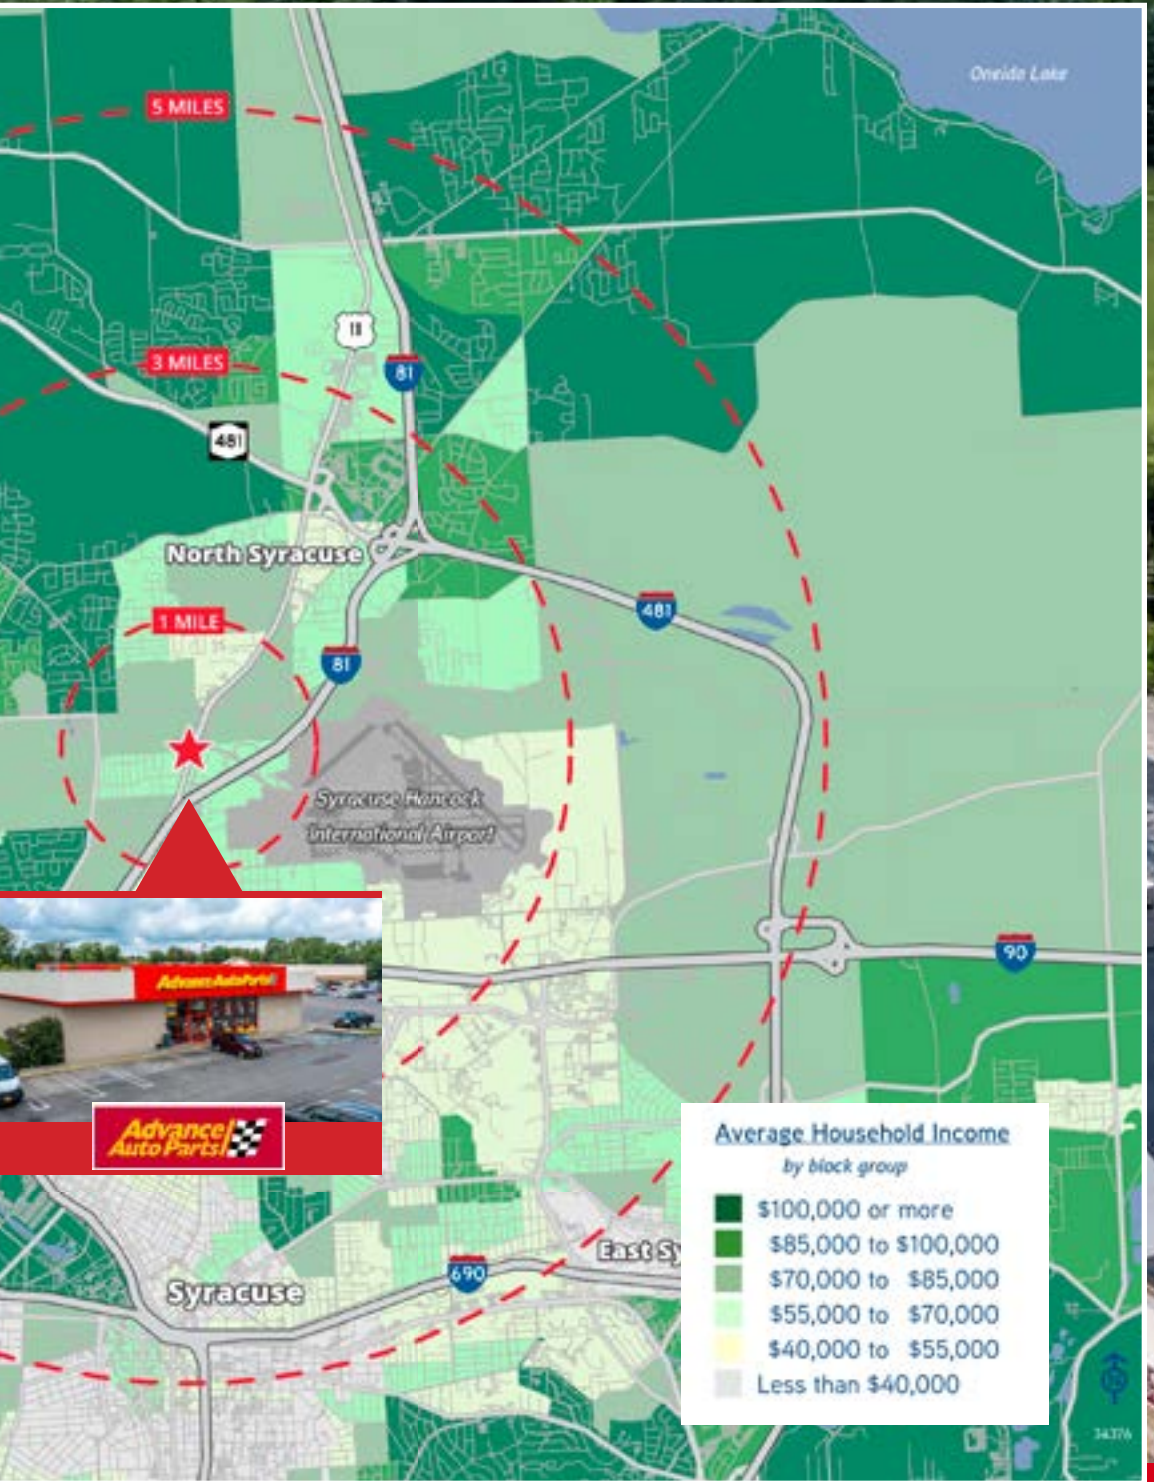 Oneida Lake
5 MILES
11
3 MILES
81
481
North Syracuse
481
1 MILE
81
Syracuse Hancock
International Airport
90
Advance Auto Parts
Advance
Auto Parts
Average Household Income
by block group
$100,000 or more
$85,000 to $100,000
$70,000 to $85,000
$55,000 to $70,000
$40,000 to $55,000
Less than $40,000
East Sy
690
Syracuse
N
34376